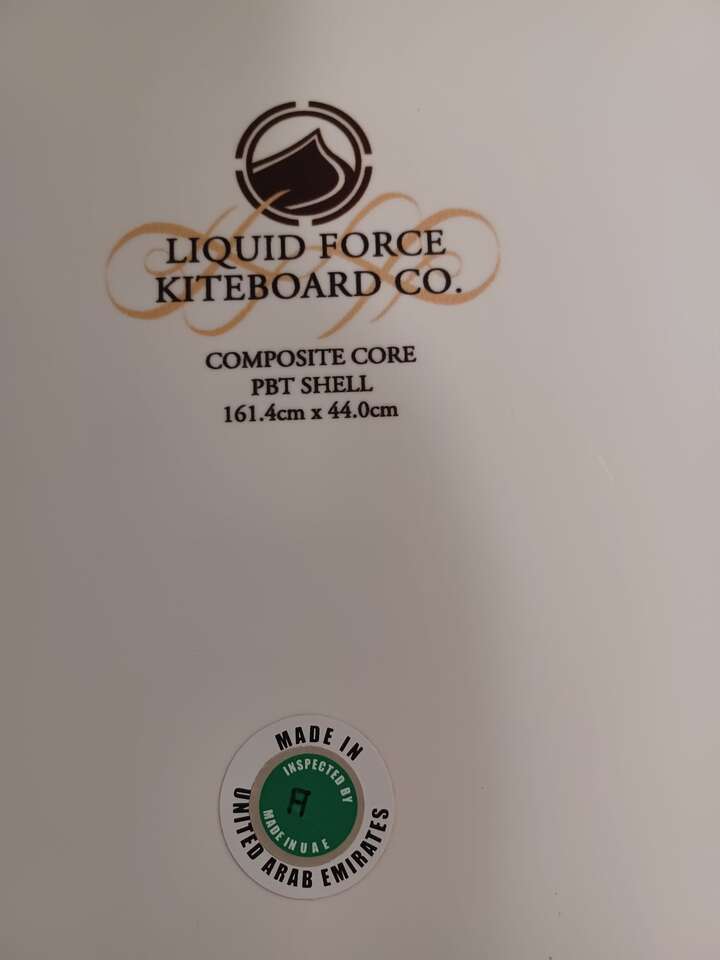 LIQUID FORCE
KITEBOARD CO.
COMPOSITE CORE
PBT SHELL
161.4cm x 44.0cm
MADE IN
UNITED ARAB EMIRATES
INSPECTED BY
MADE IN U A E